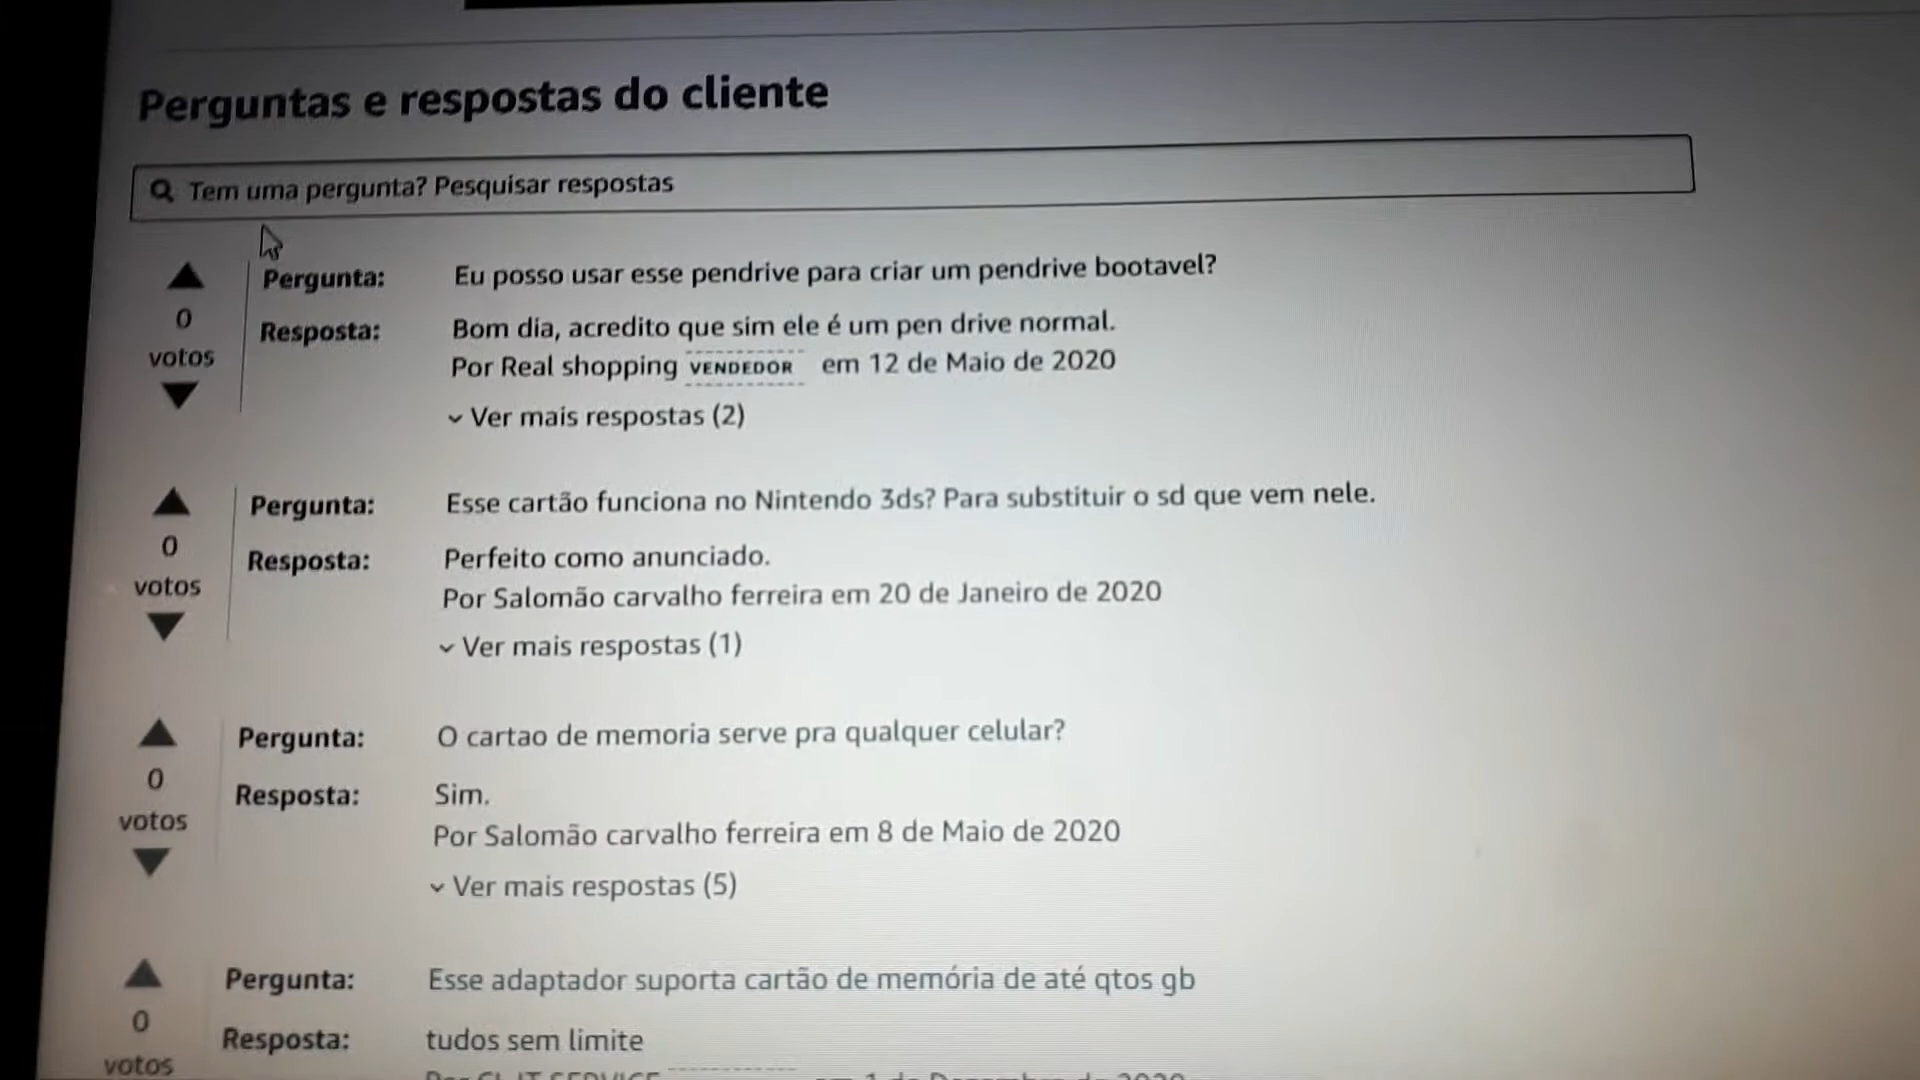 Perguntas e respostas do cliente
Tem uma pergunta? Pesquisar respostas
0
votos
Pergunta: Eu posso usar esse pendrive para criar um pendrive bootavel?
Resposta: Bom dia, acredito que sim ele é um pen drive normal.
Por Real shopping VENDEDOR em 12 de Maio de 2020
Ver mais respostas (2)
0
votos
Pergunta: Esse cartão funciona no Nintendo 3ds? Para substituir o sd que vem nele.
Resposta: Perfeito como anunciado.
Por Salomão carvalho ferreira em 20 de Janeiro de 2020
Ver mais respostas (1)
0
votos
Pergunta: O cartao de memoria serve pra qualquer celular?
Resposta: Sim.
Por Salomão carvalho ferreira em 8 de Maio de 2020
Ver mais respostas (5)
0
votos
Pergunta: Esse adaptador suporta cartão de memória de até qtos gb
Resposta: tudos sem limite